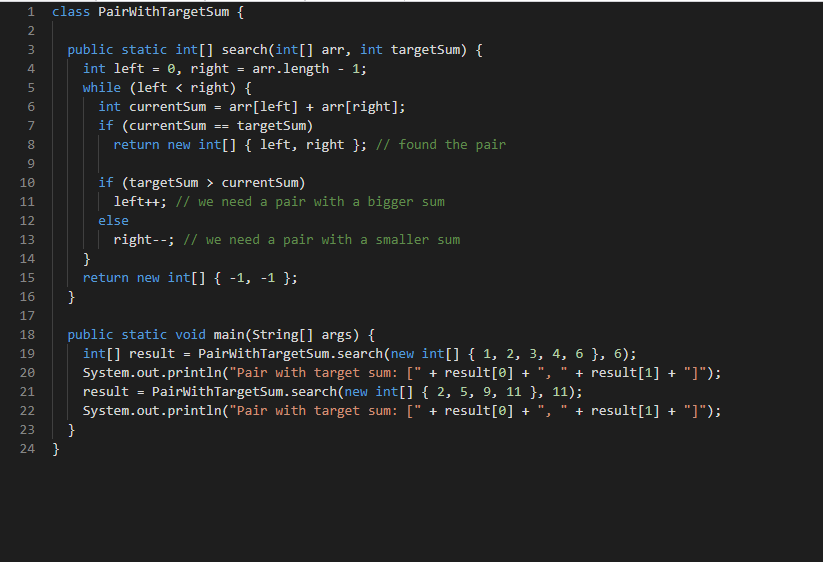 1 class PairWithTargetSum {
2
3   public static int[] search(int[] arr, int targetSum) {
4     int left = 0, right = arr.length - 1;
5     while (left < right) {
6       int currentSum = arr[left] + arr[right];
7       if (currentSum == targetSum)
8         return new int[] { left, right }; // found the pair
9
10       if (targetSum > currentSum)
11         left++; // we need a pair with a bigger sum
12       else
13         right--; // we need a pair with a smaller sum
14     }
15     return new int[] { -1, -1 };
16   }
17
18   public static void main(String[] args) {
19     int[] result = PairWithTargetSum.search(new int[] { 1, 2, 3, 4, 6 }, 6);
20     System.out.println("Pair with target sum: [" + result[0] + ", " + result[1] + "]");
21     result = PairWithTargetSum.search(new int[] { 2, 5, 9, 11 }, 11);
22     System.out.println("Pair with target sum: [" + result[0] + ", " + result[1] + "]");
23   }
24 }